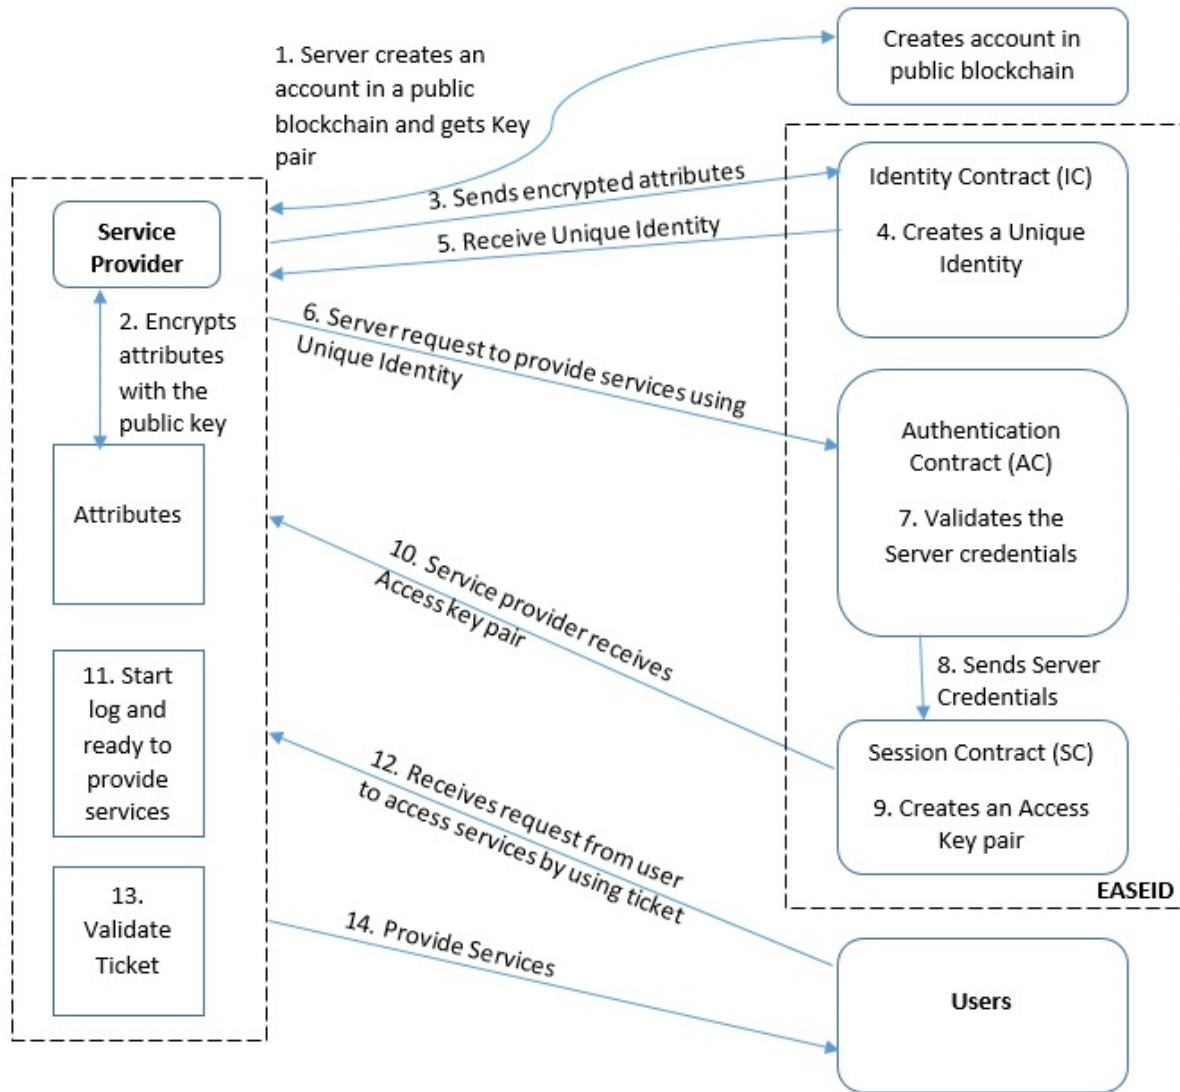 1. Server creates an
account in a public
blockchain and gets Key
pair
Creates account in
public blockchain
Service
Provider
3. Sends encrypted attributes
5. Receive Unique Identity
Identity Contract (IC)
4. Creates a Unique
Identity
2. Encrypts
attributes
with the
public key
6. Server request to provide services using
Unique Identity
Attributes
Authentication
Contract (AC)
7. Validates the
Server credentials
10. Service provider receives
Access key pair
8. Sends Server
Credentials
11. Start
log and
ready to
provide
services
Session Contract (SC)
9. Creates an Access
Key pair
EASEID
12. Receives request from user
to access services by using ticket
13.
Validate
Ticket
14. Provide Services
Users